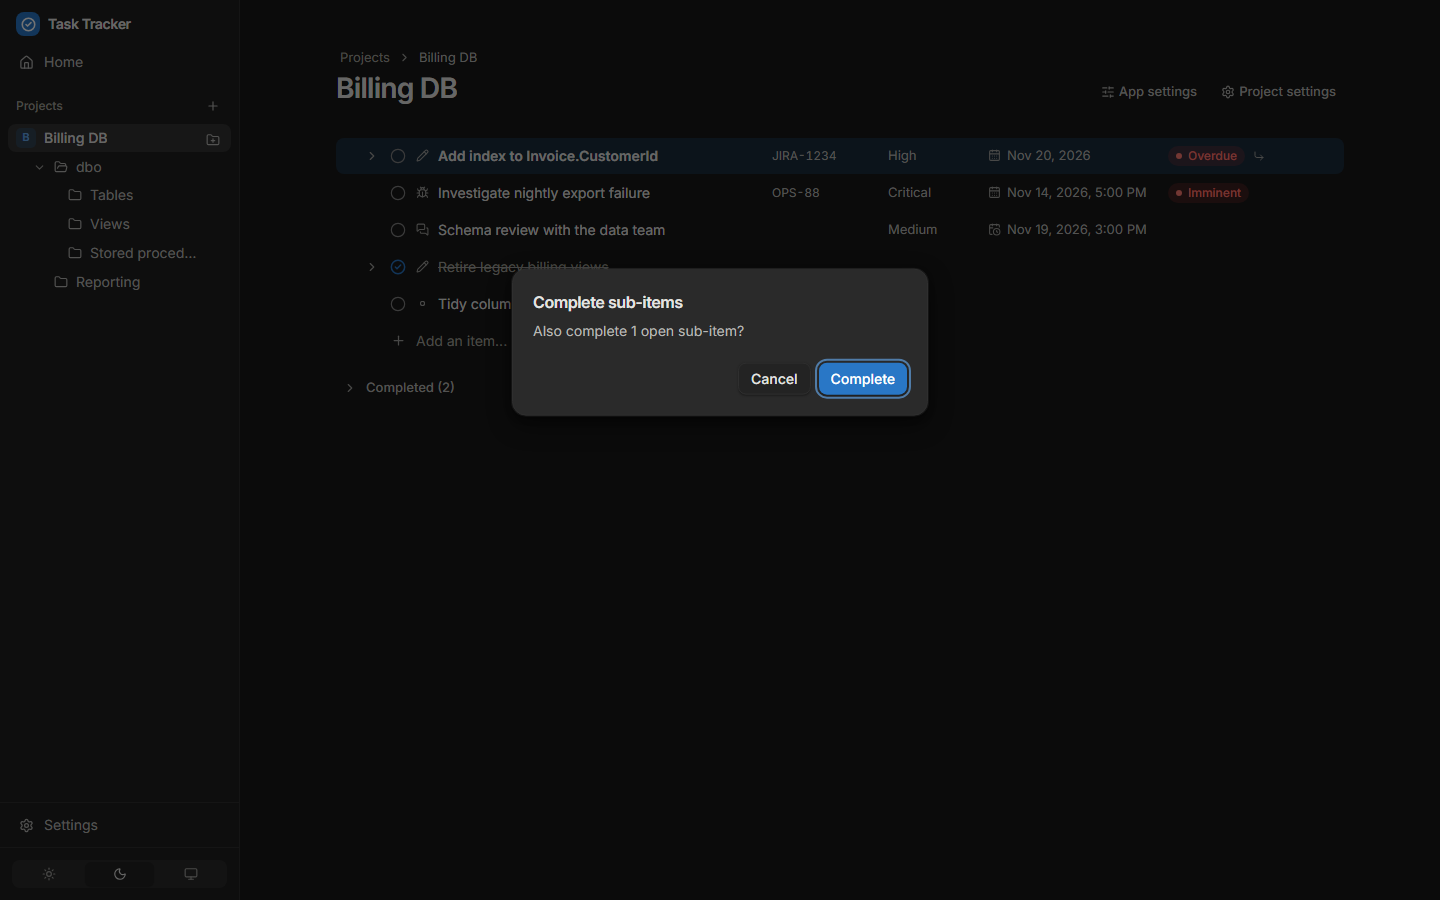 Task Tracker
Home
Projects
B Billing DB
dbo
Tables
Views
Stored proced...
Reporting
Settings
Projects > Billing DB
Billing DB
App settings Project settings
Add index to Invoice.CustomerId JIRA-1234 High Nov 20, 2026 Overdue
Investigate nightly export failure OPS-88 Critical Nov 14, 2026, 5:00 PM Imminent
Schema review with the data team Medium Nov 19, 2026, 3:00 PM
Retire legacy billing views
Tidy colum
Add an item...
Completed (2)
Complete sub-items
Also complete 1 open sub-item?
Cancel Complete